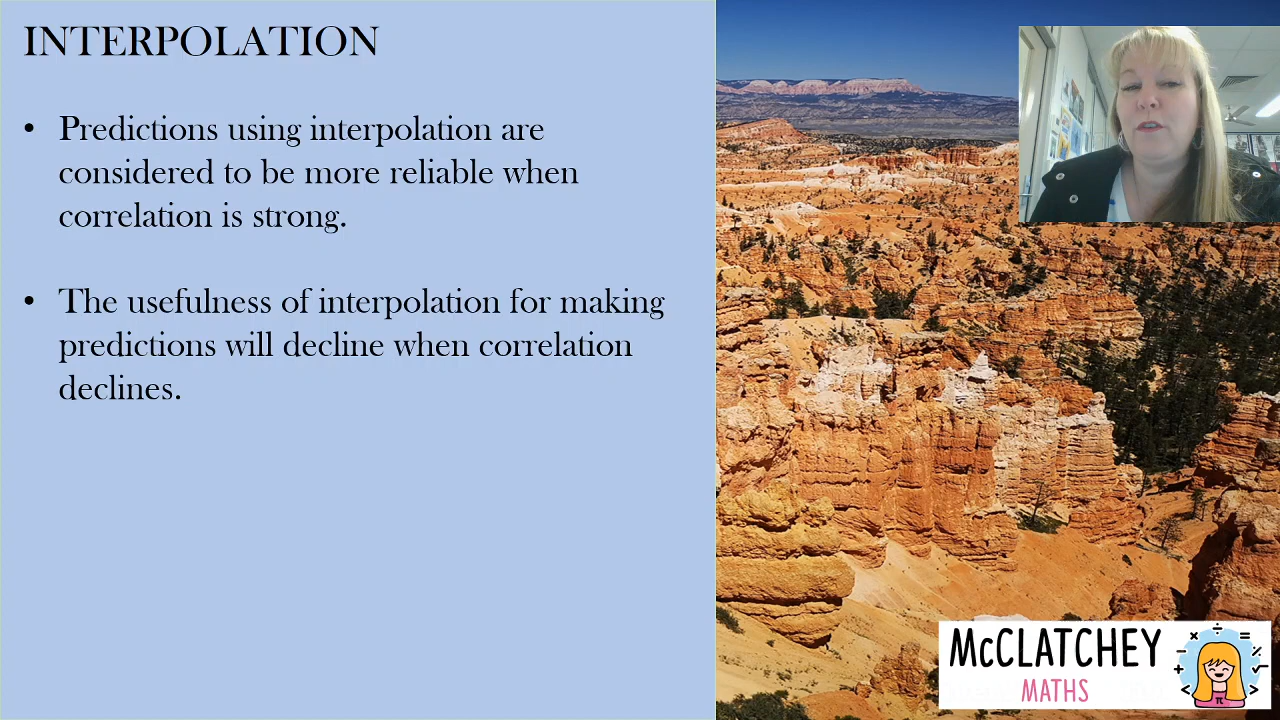 INTERPOLATION
• Predictions using interpolation are
considered to be more reliable when
correlation is strong.
• The usefulness of interpolation for making
predictions will decline when correlation
declines.
McCLATCHEY
MATHS